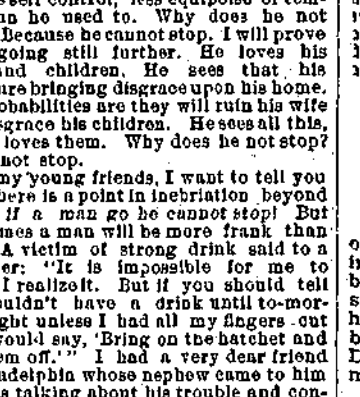 self control, less equipoise of tem-
an he used to. Why does he not
Because he cannot stop. I will prove
going still further. He loves his
nd children. He sees that his
are bringing disgrace upon his home.
obabilities are they will ruin his wife
sgrace his children. He sees all this,
loves them. Why does he not stop?
not stop.
my young friends, I want to tell you
here is a point in inebriation beyond
if a man go he cannot stop! But
mes a man will be more frank than
A victim of strong drink said to a
er: "It is impossible for me to
I realize it. But if you should tell
uldn't have a drink until to-mor-
ght unless I had all my fingers cut
would say, 'Bring on the hatchet and
em off.'" I had a very dear friend
adelphia whose nephew came to him
s talking about his trouble and con-